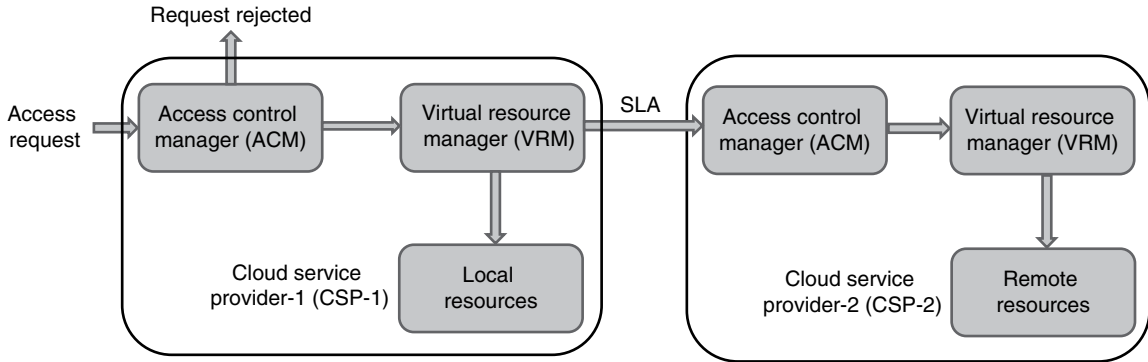 Request rejected
Access
request
Access control
manager (ACM)
Virtual resource
manager (VRM)
SLA
Access control
manager (ACM)
Virtual resource
manager (VRM)
Cloud service
provider-1 (CSP-1)
Local
resources
Cloud service
provider-2 (CSP-2)
Remote
resources